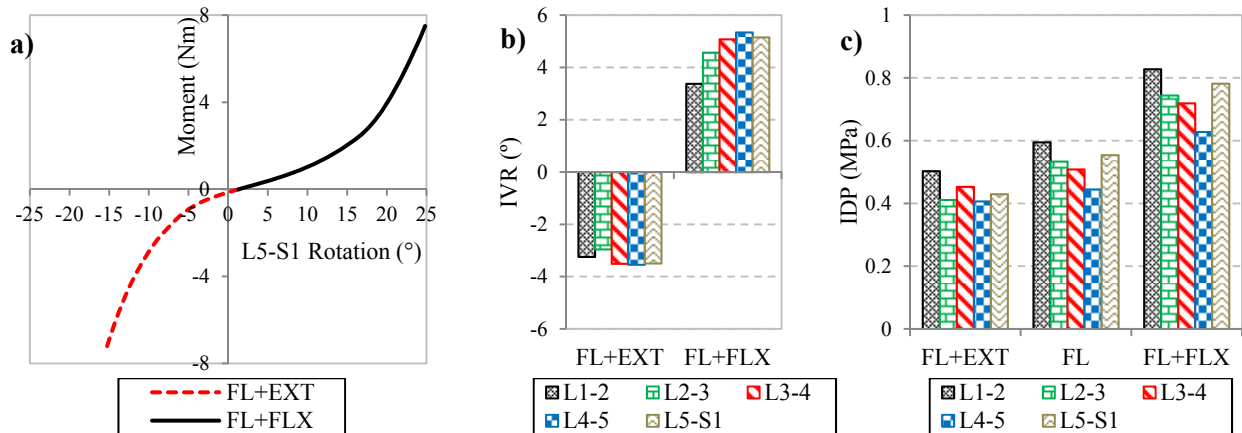 a)
Moment (Nm)
8
4
0
-4
-8
-25 -20 -15 -10 -5 0 5 10 15 20 25
L5-S1 Rotation (°)
FL+EXT
FL+FLX
b)
IVR (º)
6
4
2
0
-2
-4
-6
FL+EXT FL+FLX
L1-2 L2-3 L3-4
L4-5 L5-S1
c)
IDP (MPa)
1
0.8
0.6
0.4
0.2
0
FL+EXT FL FL+FLX
L1-2 L2-3 L3-4
L4-5 L5-S1